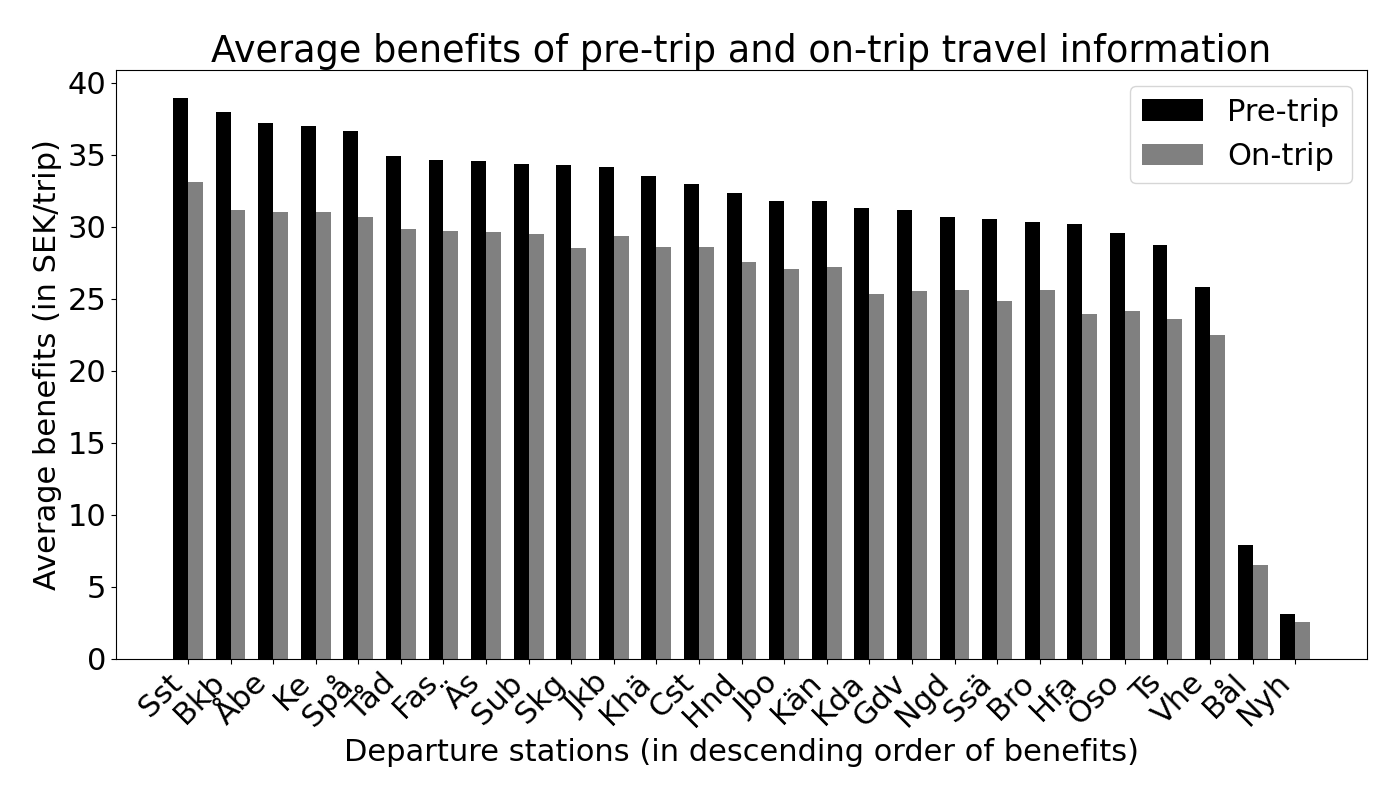 Average benefits of pre-trip and on-trip travel information
Average benefits (in SEK/trip)
40
35
30
25
20
15
10
5
0
Pre-trip
On-trip
Sst Bkb Åbe Ke Spå Tåd Fas Äs Sub Skg Jkb Khä Cst Hnd Jbo Kän Kda Gdv Ngd Ssä Bro Hfa Öso Ts Vhe Bål Nyh
Departure stations (in descending order of benefits)